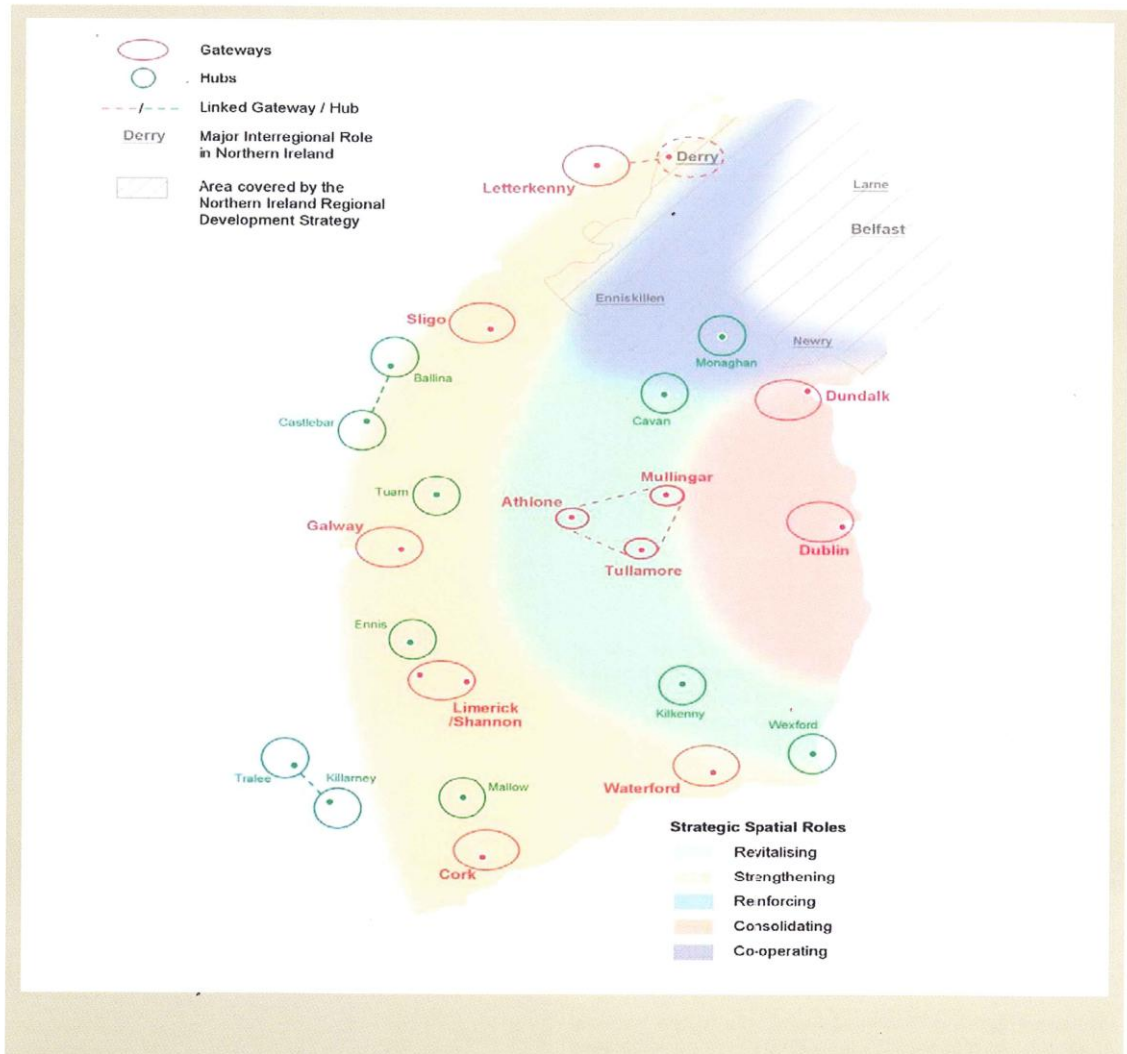 Gateways
Hubs
Linked Gateway / Hub
Derry
Major Interregional Role
in Northern Ireland
Area covered by the
Northern Ireland Regional
Development Strategy
Derry
Letterkenny
Larne
Belfast
Enniskillen
Sligo
Monaghan
Newry
Ballina
Dundalk
Castlebar
Cavan
Mullingar
Tuam
Athlone
Galway
Dublin
Tullamore
Ennis
Limerick
/Shannon
Kilkenny
Wexford
Tralee
Killarney
Mallow
Waterford
Cork
Strategic Spatial Roles
Revitalising
Strengthening
Reinforcing
Consolidating
Co-operating